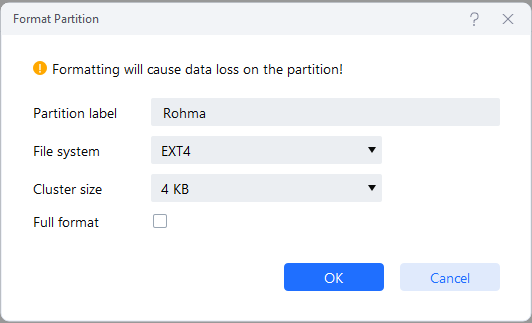 Format Partition
Formatting will cause data loss on the partition!
Partition label Rohma
File system EXT4
Cluster size 4 KB
Full format
OK Cancel